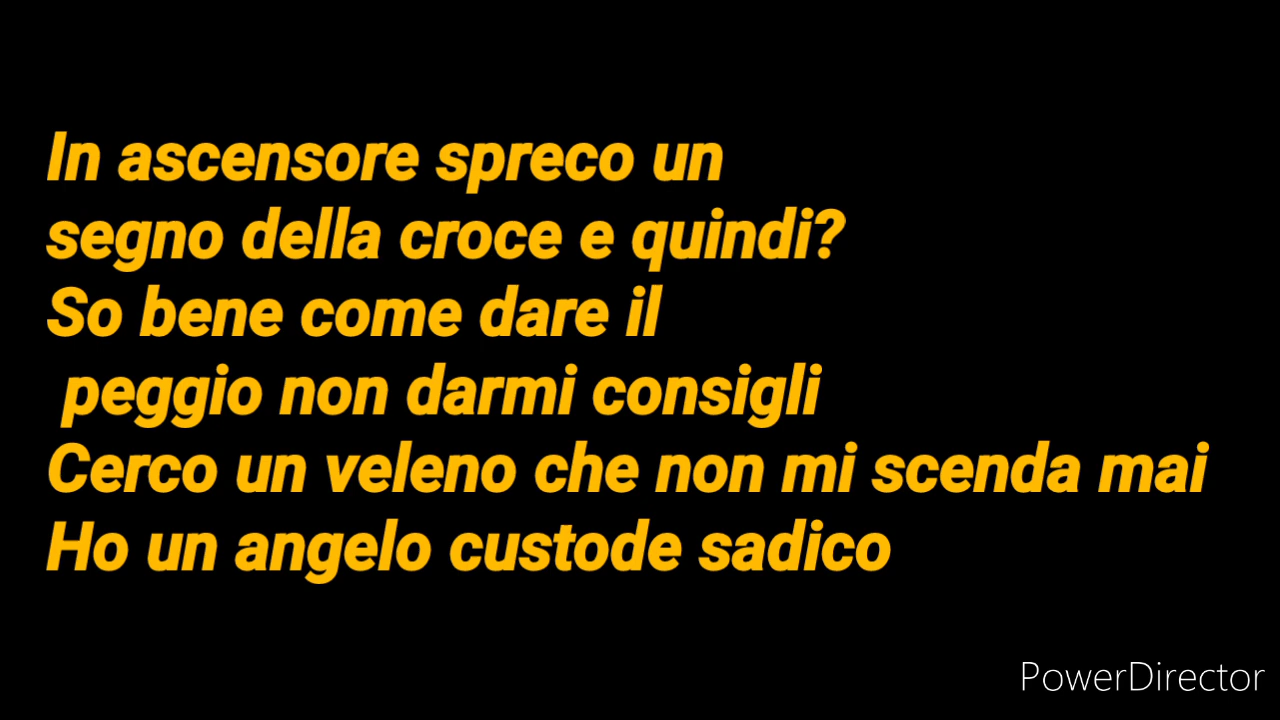 In ascensore spreco un
segno della croce e quindi?
So bene come dare il
peggio non darmi consigli
Cerco un veleno che non mi scenda mai
Ho un angelo custode sadico
PowerDirector